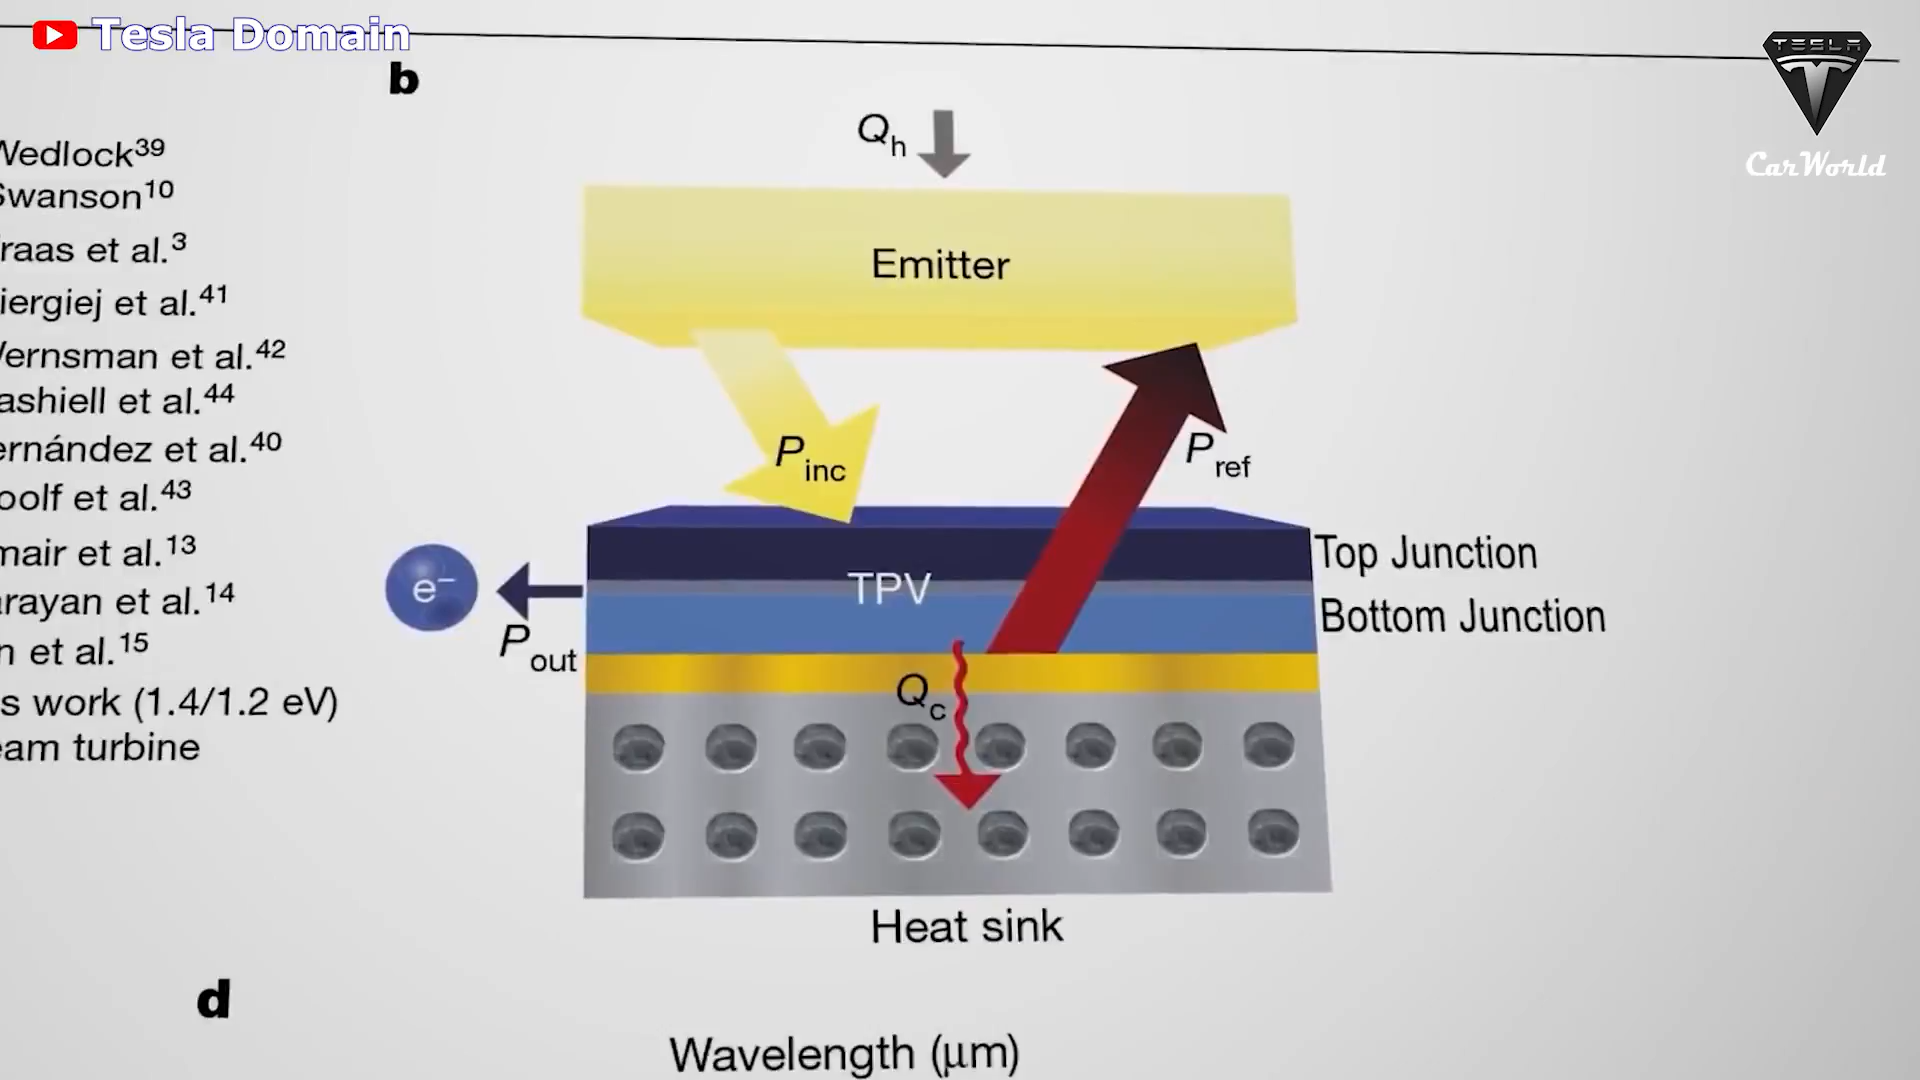 Tesla Domain
TESLA
CarWorld
b
Wedlock39
Swanson10
raas et al.3
iergiej et al.41
Wernsman et al.42
ashiell et al.44
ernández et al.40
oolf et al.43
mair et al.13
arayan et al.14
n et al.15
s work (1.4/1.2 eV)
eam turbine
Qh
Emitter
Pinc
Pref
Top Junction
TPV
Bottom Junction
e−
Pout
Qc
Heat sink
d
Wavelength (μm)